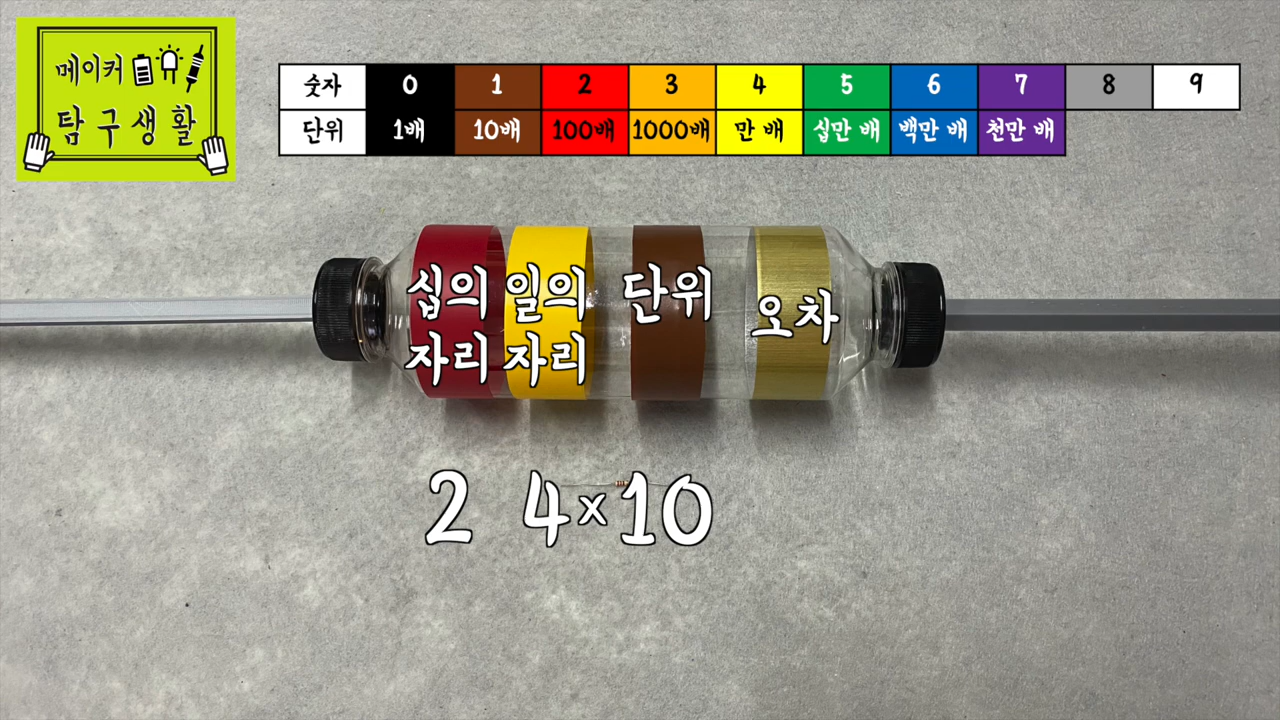 메이커
탐구생활
숫자 0 1 2 3 4 5 6 7 8 9
단위 1배 10배 100배 1000배 만 배 십만 배 백만 배 천만 배
십의 일의 단위 오차
자리 자리
2 4×10